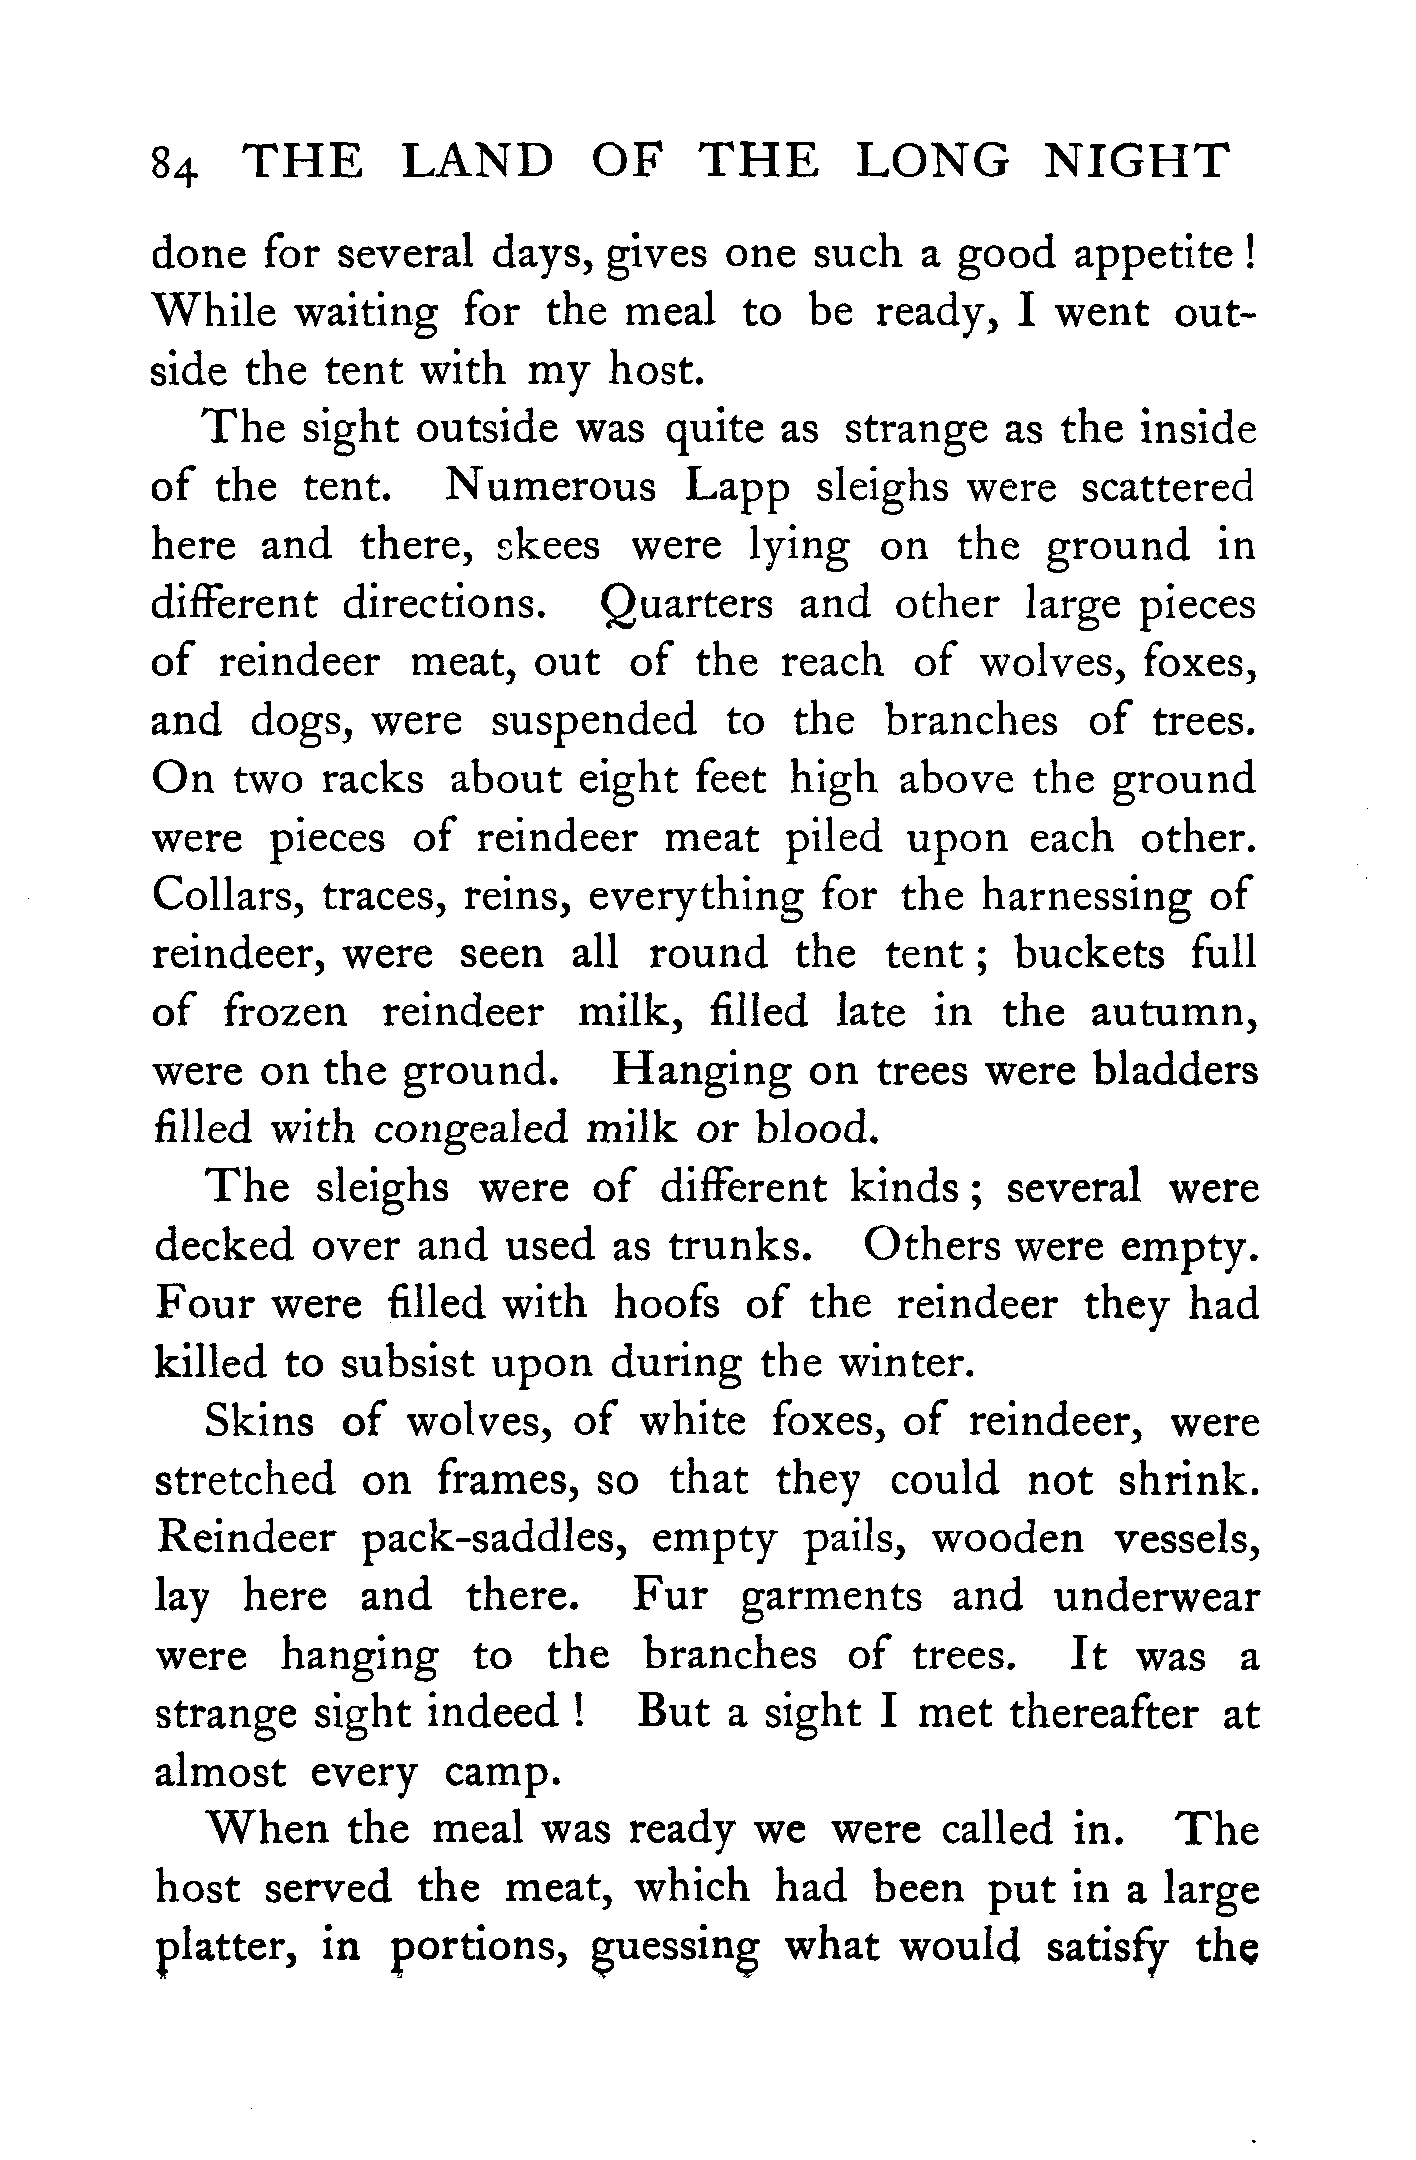 84 THE LAND OF THE LONG NIGHT
done for several days, gives one such a good appetite !
While waiting for the meal to be ready, I went out-
side the tent with my host.
The sight outside was quite as strange as the inside
of the tent. Numerous Lapp sleighs were scattered
here and there, skees were lying on the ground in
different directions. Quarters and other large pieces
of reindeer meat, out of the reach of wolves, foxes,
and dogs, were suspended to the branches of trees.
On two racks about eight feet high above the ground
were pieces of reindeer meat piled upon each other.
Collars, traces, reins, everything for the harnessing of
reindeer, were seen all round the tent ; buckets full
of frozen reindeer milk, filled late in the autumn,
were on the ground. Hanging on trees were bladders
filled with congealed milk or blood.
The sleighs were of different kinds ; several were
decked over and used as trunks. Others were empty.
Four were filled with hoofs of the reindeer they had
killed to subsist upon during the winter.
Skins of wolves, of white foxes, of reindeer, were
stretched on frames, so that they could not shrink.
Reindeer pack-saddles, empty pails, wooden vessels,
lay here and there. Fur garments and underwear
were hanging to the branches of trees. It was a
strange sight indeed ! But a sight I met thereafter at
almost every camp.
When the meal was ready we were called in. The
host served the meat, which had been put in a large
platter, in portions, guessing what would satisfy the